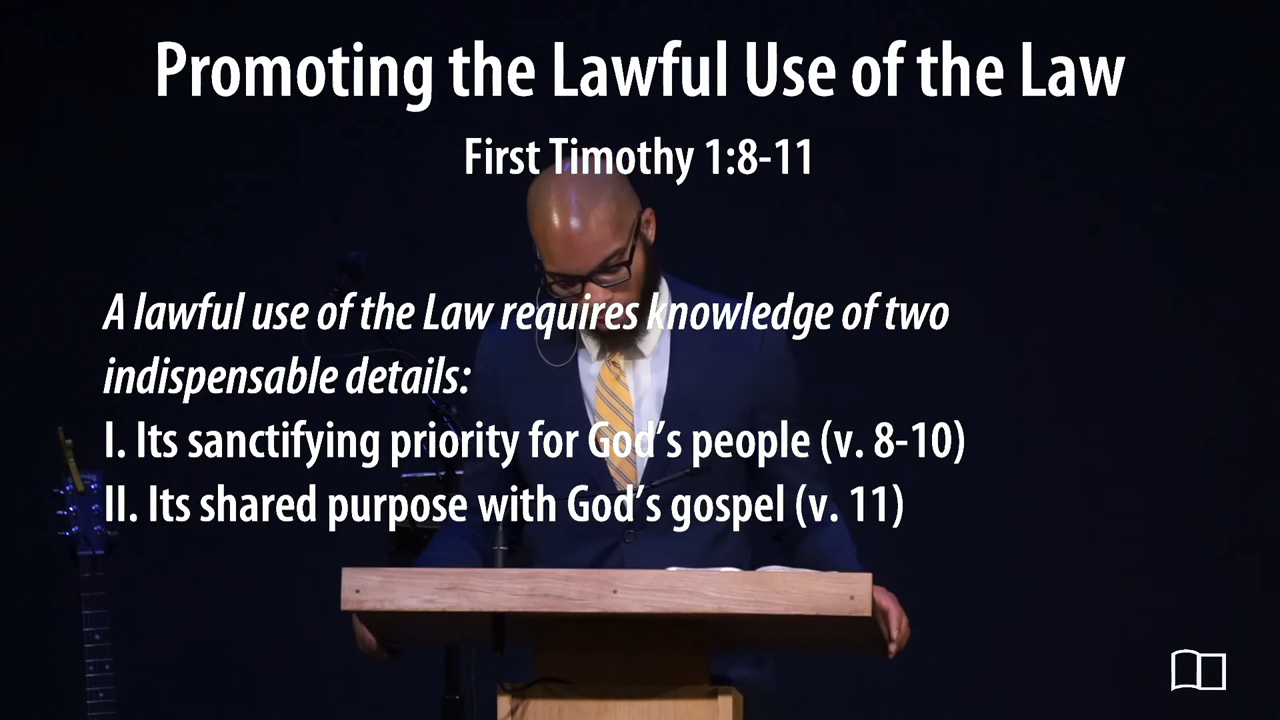 Promoting the Lawful Use of the Law
First Timothy 1:8-11
A lawful use of the Law requires knowledge of two
indispensable details:
I. Its sanctifying priority for God’s people (v. 8-10)
II. Its shared purpose with God’s gospel (v. 11)